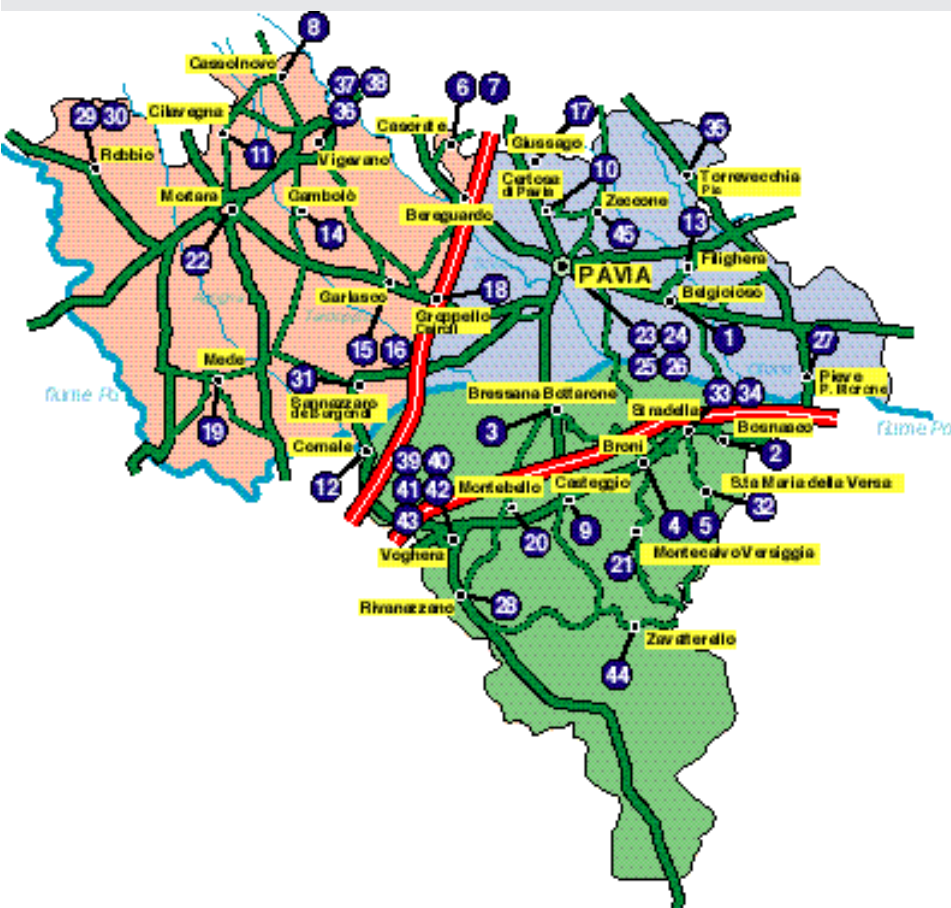 8
Cassolnovo
37 38
6 7
29 30
Cilavegna
36
Casorate
17
35
Robbio
11
Vigevano
Giussago
10
Certosa
di Pavia
Torrevecchia
Pia
Mortara
Gambolò
Zeccone
Bereguardo
14
45
13
22
PAVIA
Filighera
Garlasco
18
Belgioioso
Gropello
Cairoli
23 24
1
27
15 16
25 26
Mede
31
Pieve
P. Morone
fiume Po
Sannazzaro
de Burgondi
Bressana Bottarone
33 34
Stradella
19
3
Bosnasco
fiume Po
Cornale
Broni
2
39 40
12
41 42
Montebello
Casteggio
S.ta Maria della Versa
43
20
9
4
5
32
Voghera
21
Montecalvo Versiggia
Rivanazzano
28
Zavatterello
44